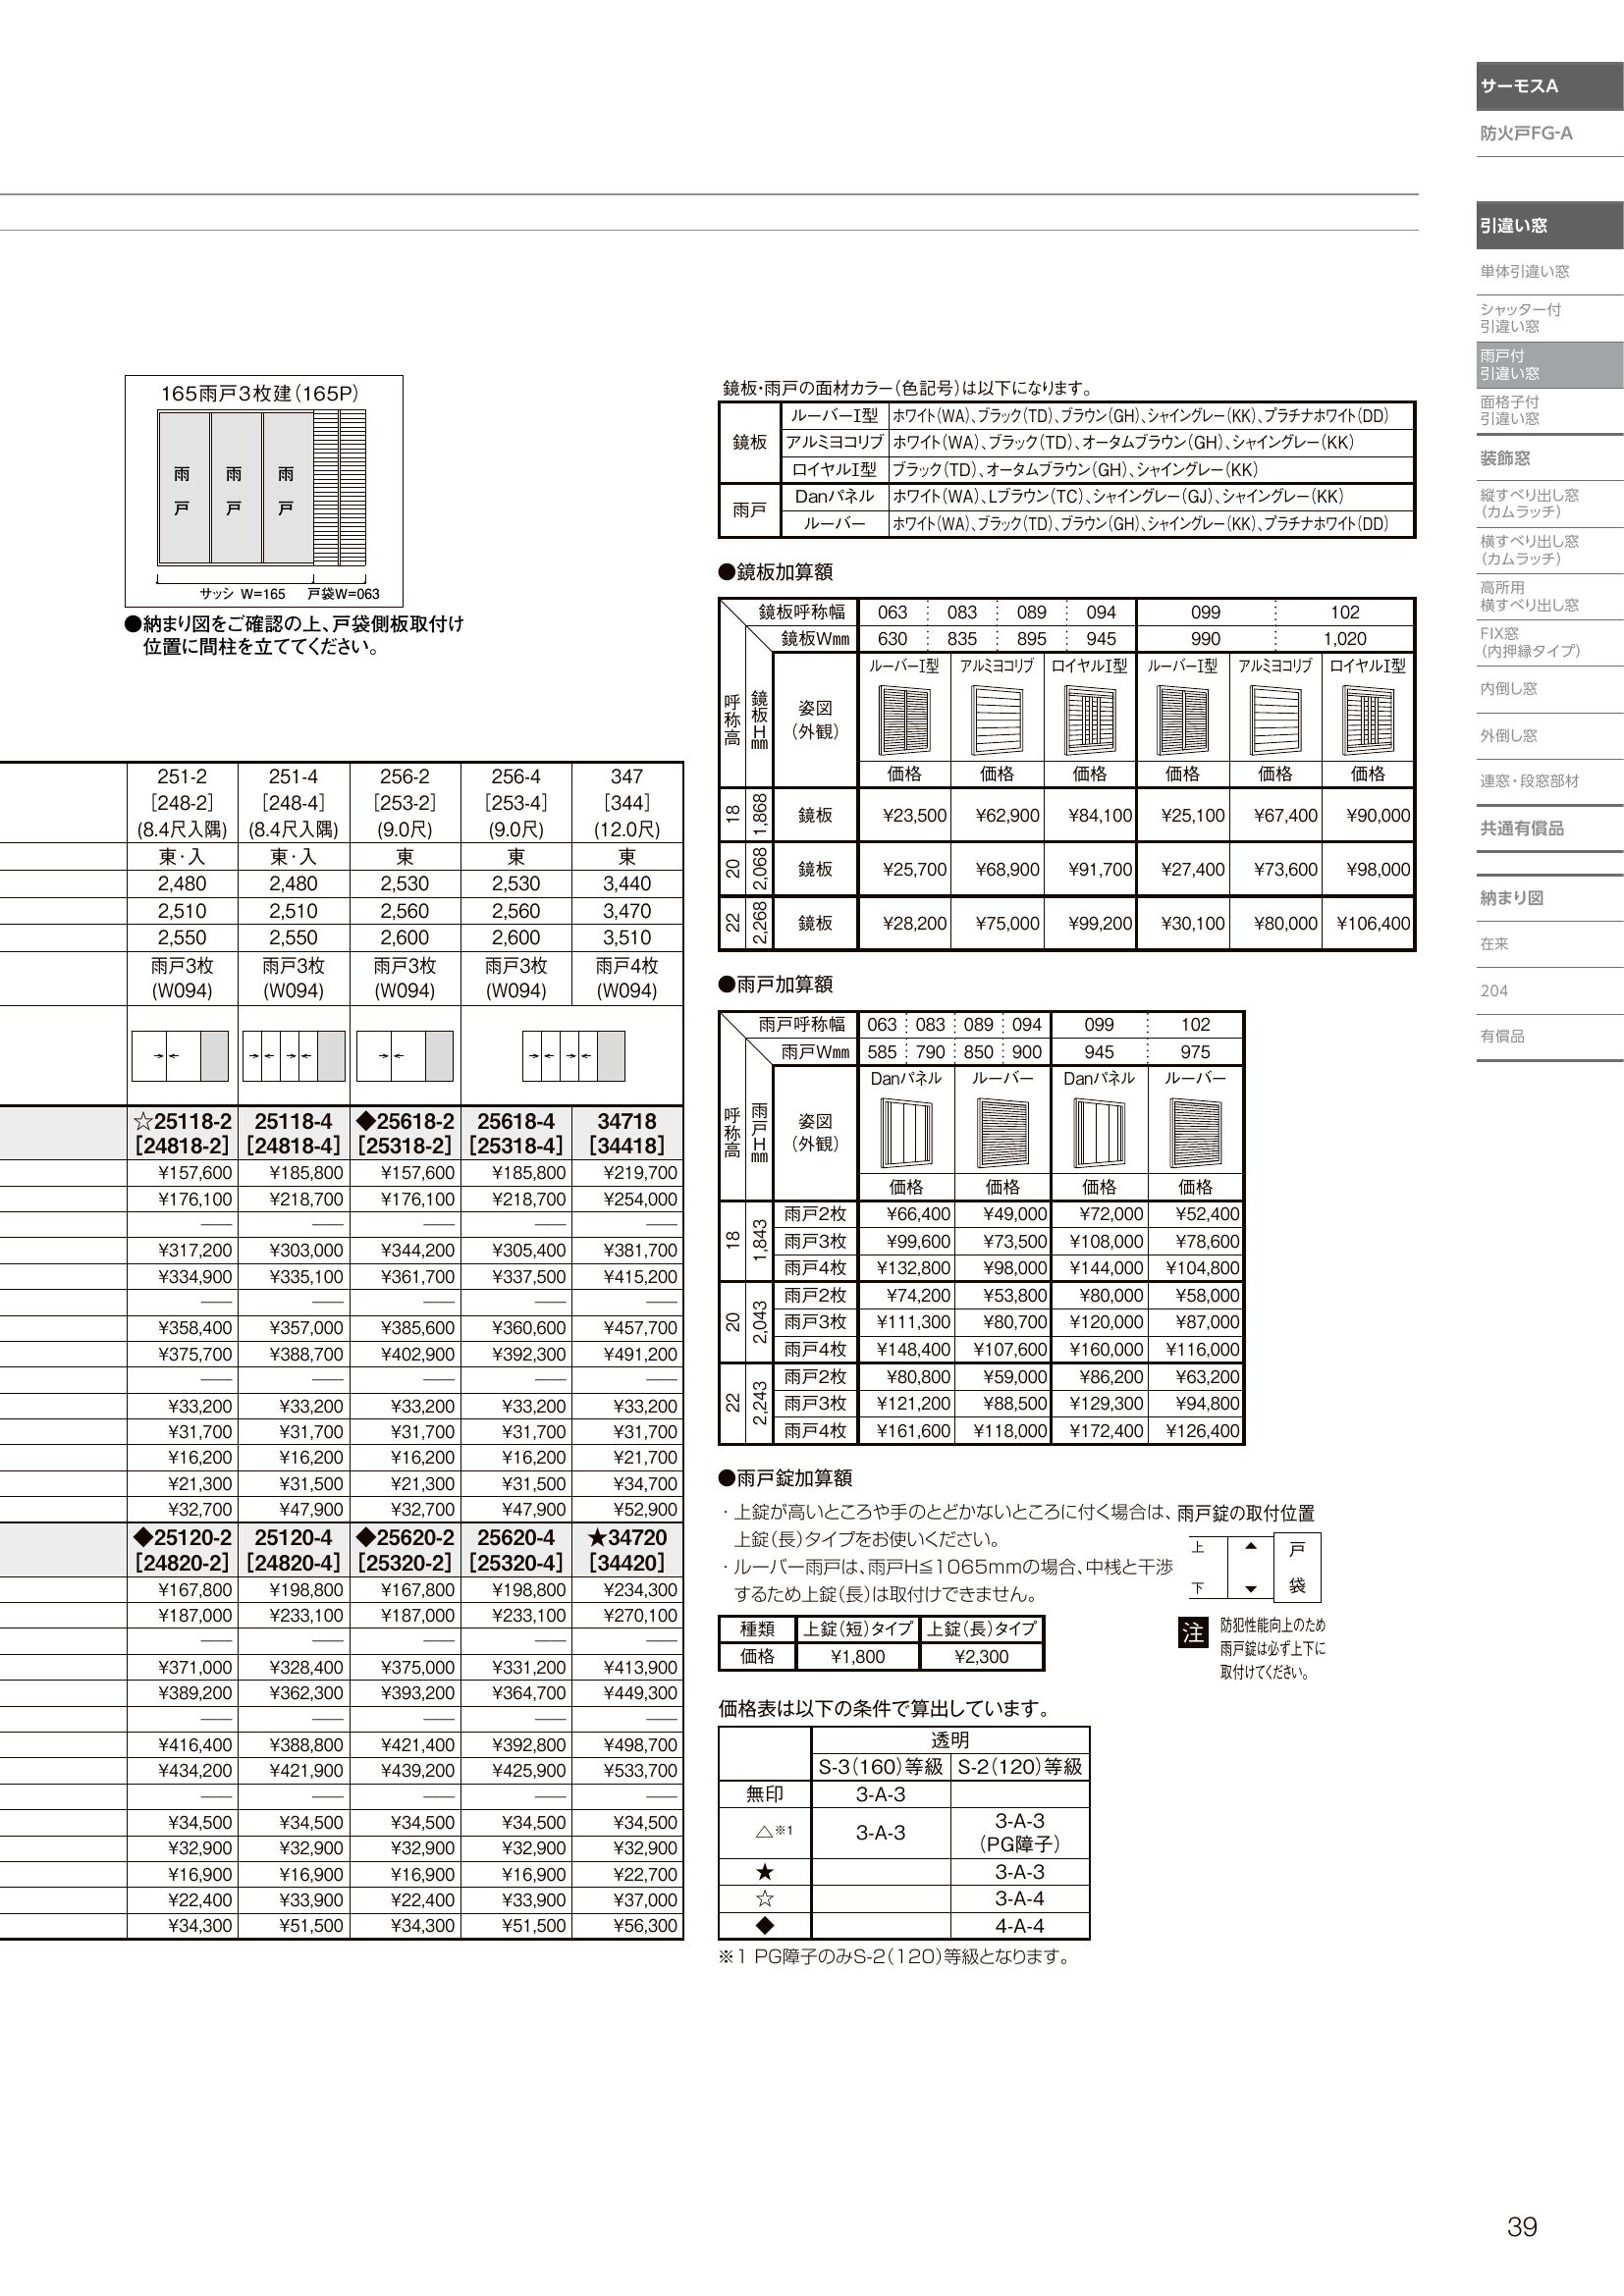 サーモスA
防火戸FG-A
引違い窓
単体引違い窓
シャッター付
引違い窓
雨戸付
引違い窓
面格子付
引違い窓
装飾窓
縦すべり出し窓
（カムラッチ）
横すべり出し窓
（カムラッチ）
高所用
横すべり出し窓
FIX窓
（内押縁タイプ）
内倒し窓
外倒し窓
連窓・段窓部材
共通有償品
納まり図
在来
204
有償品
165雨戸3枚建（165P）
雨戸 雨戸 雨戸
サッシ W=165 戸袋W=063
●納まり図をご確認の上、戸袋側板取付け
位置に間柱を立ててください。
251-2 251-4 256-2 256-4 347
［248-2］ ［248-4］ ［253-2］ ［253-4］ ［344］
(8.4尺入隅) (8.4尺入隅) (9.0尺) (9.0尺) (12.0尺)
東・入 東・入 東 東 東
2,480 2,480 2,530 2,530 3,440
2,510 2,510 2,560 2,560 3,470
2,550 2,550 2,600 2,600 3,510
雨戸3枚 雨戸3枚 雨戸3枚 雨戸3枚 雨戸4枚
(W094) (W094) (W094) (W094) (W094)
☆25118-2 25118-4 ◆25618-2 25618-4 34718
［24818-2］ ［24818-4］ ［25318-2］ ［25318-4］ ［34418］
¥157,600 ¥185,800 ¥157,600 ¥185,800 ¥219,700
¥176,100 ¥218,700 ¥176,100 ¥218,700 ¥254,000
—— —— —— —— ——
¥317,200 ¥303,000 ¥344,200 ¥305,400 ¥381,700
¥334,900 ¥335,100 ¥361,700 ¥337,500 ¥415,200
—— —— —— —— ——
¥358,400 ¥357,000 ¥385,600 ¥360,600 ¥457,700
¥375,700 ¥388,700 ¥402,900 ¥392,300 ¥491,200
—— —— —— —— ——
¥33,200 ¥33,200 ¥33,200 ¥33,200 ¥33,200
¥31,700 ¥31,700 ¥31,700 ¥31,700 ¥31,700
¥16,200 ¥16,200 ¥16,200 ¥16,200 ¥21,700
¥21,300 ¥31,500 ¥21,300 ¥31,500 ¥34,700
¥32,700 ¥47,900 ¥32,700 ¥47,900 ¥52,900
◆25120-2 25120-4 ◆25620-2 25620-4 ★34720
［24820-2］ ［24820-4］ ［25320-2］ ［25320-4］ ［34420］
¥167,800 ¥198,800 ¥167,800 ¥198,800 ¥234,300
¥187,000 ¥233,100 ¥187,000 ¥233,100 ¥270,100
—— —— —— —— ——
¥371,000 ¥328,400 ¥375,000 ¥331,200 ¥413,900
¥389,200 ¥362,300 ¥393,200 ¥364,700 ¥449,300
—— —— —— —— ——
¥416,400 ¥388,800 ¥421,400 ¥392,800 ¥498,700
¥434,200 ¥421,900 ¥439,200 ¥425,900 ¥533,700
—— —— —— —— ——
¥34,500 ¥34,500 ¥34,500 ¥34,500 ¥34,500
¥32,900 ¥32,900 ¥32,900 ¥32,900 ¥32,900
¥16,900 ¥16,900 ¥16,900 ¥16,900 ¥22,700
¥22,400 ¥33,900 ¥22,400 ¥33,900 ¥37,000
¥34,300 ¥51,500 ¥34,300 ¥51,500 ¥56,300
鏡板・雨戸の面材カラー（色記号）は以下になります。
鏡板 ルーバーI型 ホワイト（WA）、ブラック（TD）、ブラウン（GH）、シャイングレー（KK）、プラチナホワイト（DD）
アルミヨコリブ ホワイト（WA）、ブラック（TD）、オータムブラウン（GH）、シャイングレー（KK）
ロイヤルI型 ブラック（TD）、オータムブラウン（GH）、シャイングレー（KK）
雨戸 Danパネル ホワイト（WA）、Lブラウン（TC）、シャイングレー（GJ）、シャイングレー（KK）
ルーバー ホワイト（WA）、ブラック（TD）、ブラウン（GH）、シャイングレー（KK）、プラチナホワイト（DD）
●鏡板加算額
鏡板呼称幅 063 083 089 094 099 102
鏡板W㎜ 630 835 895 945 990 1,020
呼称高 鏡板H㎜ 姿図（外観） ルーバーI型 アルミヨコリブ ロイヤルI型 ルーバーI型 アルミヨコリブ ロイヤルI型
価格 価格 価格 価格 価格 価格
18 1,868 鏡板 ¥23,500 ¥62,900 ¥84,100 ¥25,100 ¥67,400 ¥90,000
20 2,068 鏡板 ¥25,700 ¥68,900 ¥91,700 ¥27,400 ¥73,600 ¥98,000
22 2,268 鏡板 ¥28,200 ¥75,000 ¥99,200 ¥30,100 ¥80,000 ¥106,400
●雨戸加算額
雨戸呼称幅 063 083 089 094 099 102
雨戸W㎜ 585 790 850 900 945 975
呼称高 雨戸H㎜ 姿図（外観） Danパネル ルーバー Danパネル ルーバー
価格 価格 価格 価格
18 1,843 雨戸2枚 ¥66,400 ¥49,000 ¥72,000 ¥52,400
雨戸3枚 ¥99,600 ¥73,500 ¥108,000 ¥78,600
雨戸4枚 ¥132,800 ¥98,000 ¥144,000 ¥104,800
20 2,043 雨戸2枚 ¥74,200 ¥53,800 ¥80,000 ¥58,000
雨戸3枚 ¥111,300 ¥80,700 ¥120,000 ¥87,000
雨戸4枚 ¥148,400 ¥107,600 ¥160,000 ¥116,000
22 2,243 雨戸2枚 ¥80,800 ¥59,000 ¥86,200 ¥63,200
雨戸3枚 ¥121,200 ¥88,500 ¥129,300 ¥94,800
雨戸4枚 ¥161,600 ¥118,000 ¥172,400 ¥126,400
●雨戸錠加算額
・上錠が高いところや手のとどかないところに付く場合は、
上錠（長）タイプをお使いください。
・ルーバー雨戸は、雨戸H≦1065mmの場合、中桟と干渉
するため上錠（長）は取付けできません。
雨戸錠の取付位置
上 戸
下 袋
種類 上錠（短）タイプ 上錠（長）タイプ
価格 ¥1,800 ¥2,300
注 防犯性能向上のため
雨戸錠は必ず上下に
取付けてください。
価格表は以下の条件で算出しています。
透明
S-3（160）等級 S-2（120）等級
無印 3-A-3
△※1 3-A-3 3-A-3
（PG障子）
★ 3-A-3
☆ 3-A-4
◆ 4-A-4
※1 PG障子のみS-2（120）等級となります。
39